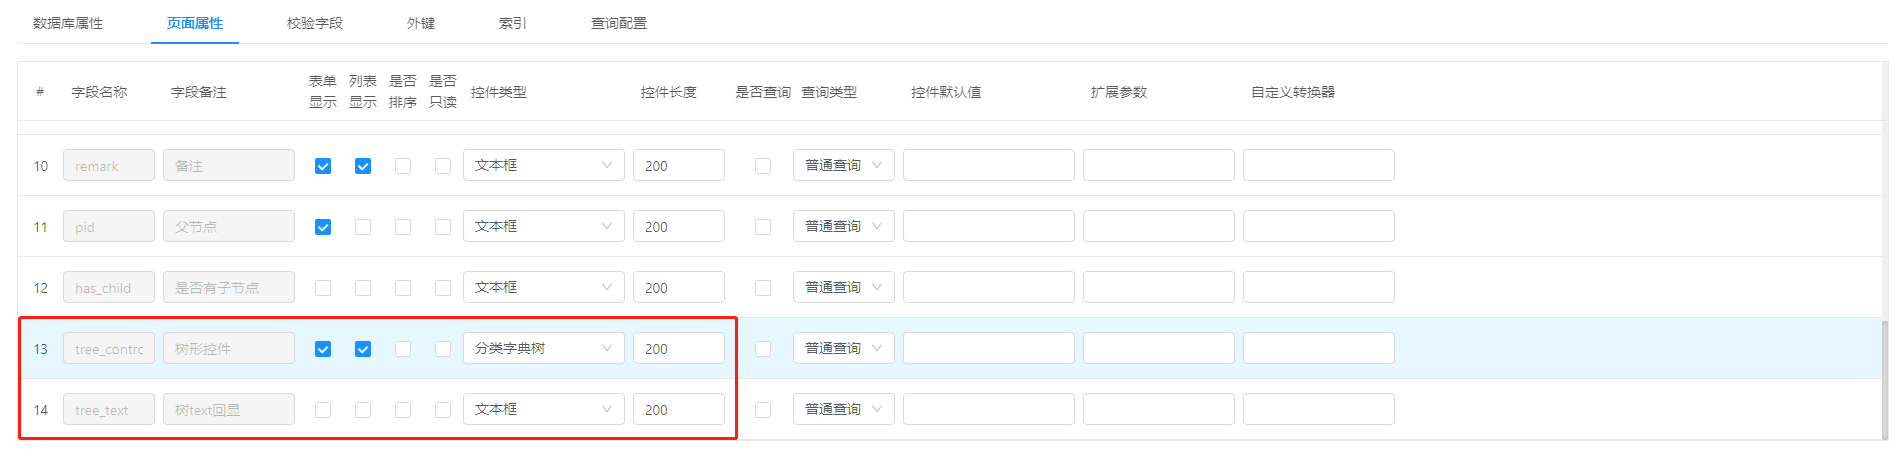 数据库属性 页面属性 校验字段 外键 索引 查询配置
# 字段名称 字段备注 表单显示 列表显示 是否排序 是否只读 控件类型 控件长度 是否查询 查询类型 控件默认值 扩展参数 自定义转换器
10 remark 备注 文本框 200 普通查询
11 pid 父节点 文本框 200 普通查询
12 has_child 是否有子节点 文本框 200 普通查询
13 tree_contrc 树形控件 分类字典树 200 普通查询
14 tree_text 树text回显 文本框 200 普通查询